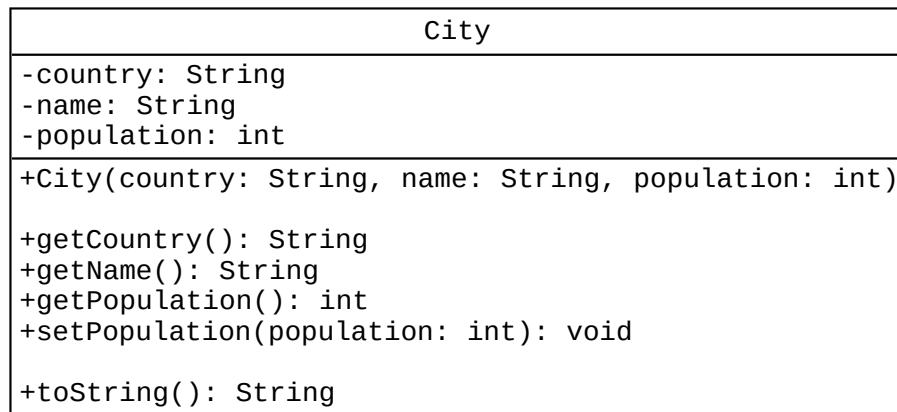 City
-country: String
-name: String
-population: int
+City(country: String, name: String, population: int)
+getCountry(): String
+getName(): String
+getPopulation(): int
+setPopulation(population: int): void
+toString(): String